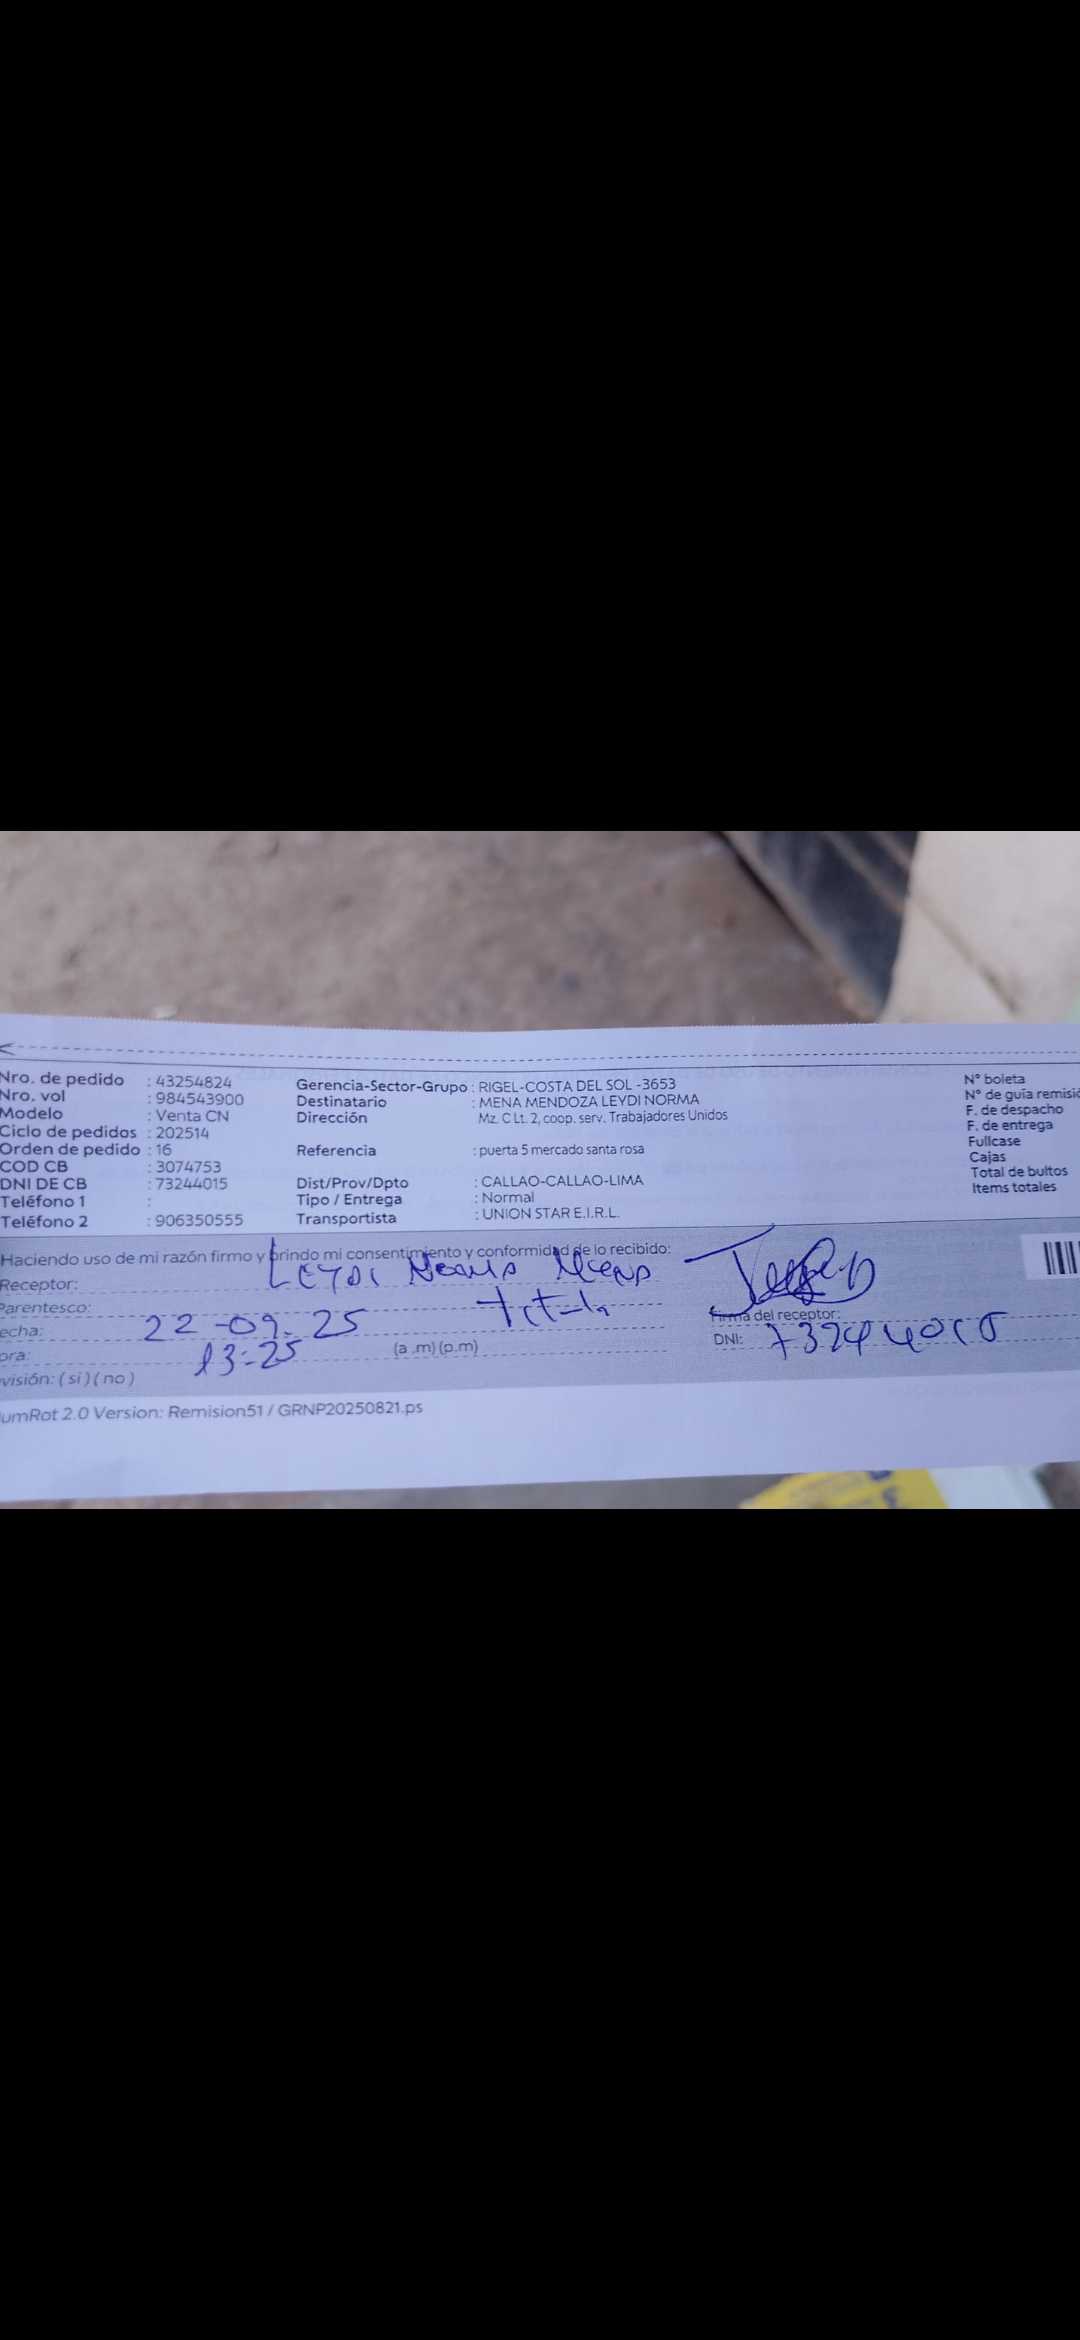 Nro. de pedido : 43254824
Nro. vol : 984543900
Modelo : Venta CN
Ciclo de pedidos : 202514
Orden de pedido : 16
COD CB : 3074753
DNI DE CB : 73244015
Teléfono 1 :
Teléfono 2 : 906350555
Gerencia-Sector-Grupo : RIGEL-COSTA DEL SOL -3653
Destinatario : MENA MENDOZA LEYDI NORMA
Dirección Mz. C Lt. 2, coop. serv. Trabajadores Unidos
Referencia : puerta 5 mercado santa rosa
Dist/Prov/Dpto : CALLAO-CALLAO-LIMA
Tipo / Entrega : Normal
Transportista : UNION STAR E.I.R.L.
N° boleta
N° de guía remisió
F. de despacho
F. de entrega
Fullcase
Cajas
Total de bultos
Items totales
Haciendo uso de mi razón firmo y brindo mi consentimiento y conformidad de lo recibido:
Receptor: LEYDI Norma Mena
Parentesco: titula
echa: 22-09-25
ora: 13:25 (a .m) (p.m)
visión: ( si ) ( no )
Firma del receptor:
DNI: 73244015
umRot 2.0 Version: Remision51 / GRNP20250821.ps